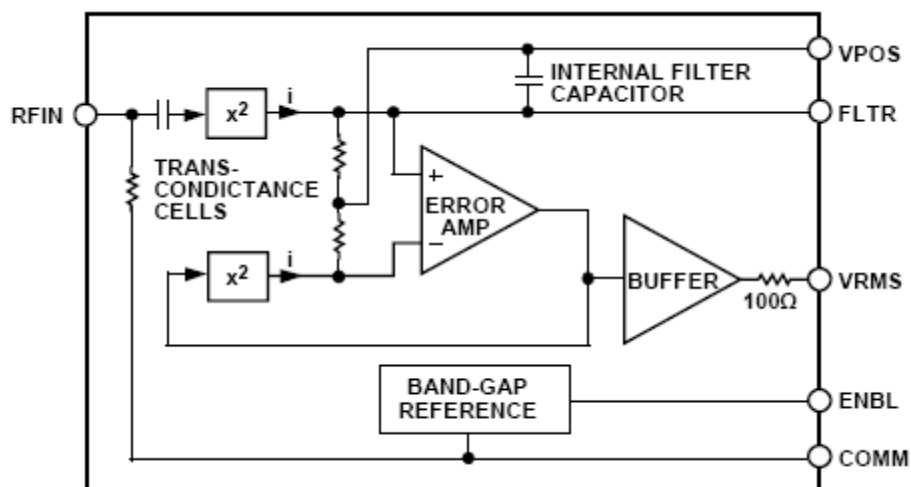 VPOS
INTERNAL FILTER
CAPACITOR
RFIN
x²
i
FLTR
TRANS-
CONDICTANCE
CELLS
+
ERROR
AMP
−
x²
i
BUFFER
100Ω
VRMS
BAND-GAP
REFERENCE
ENBL
COMM